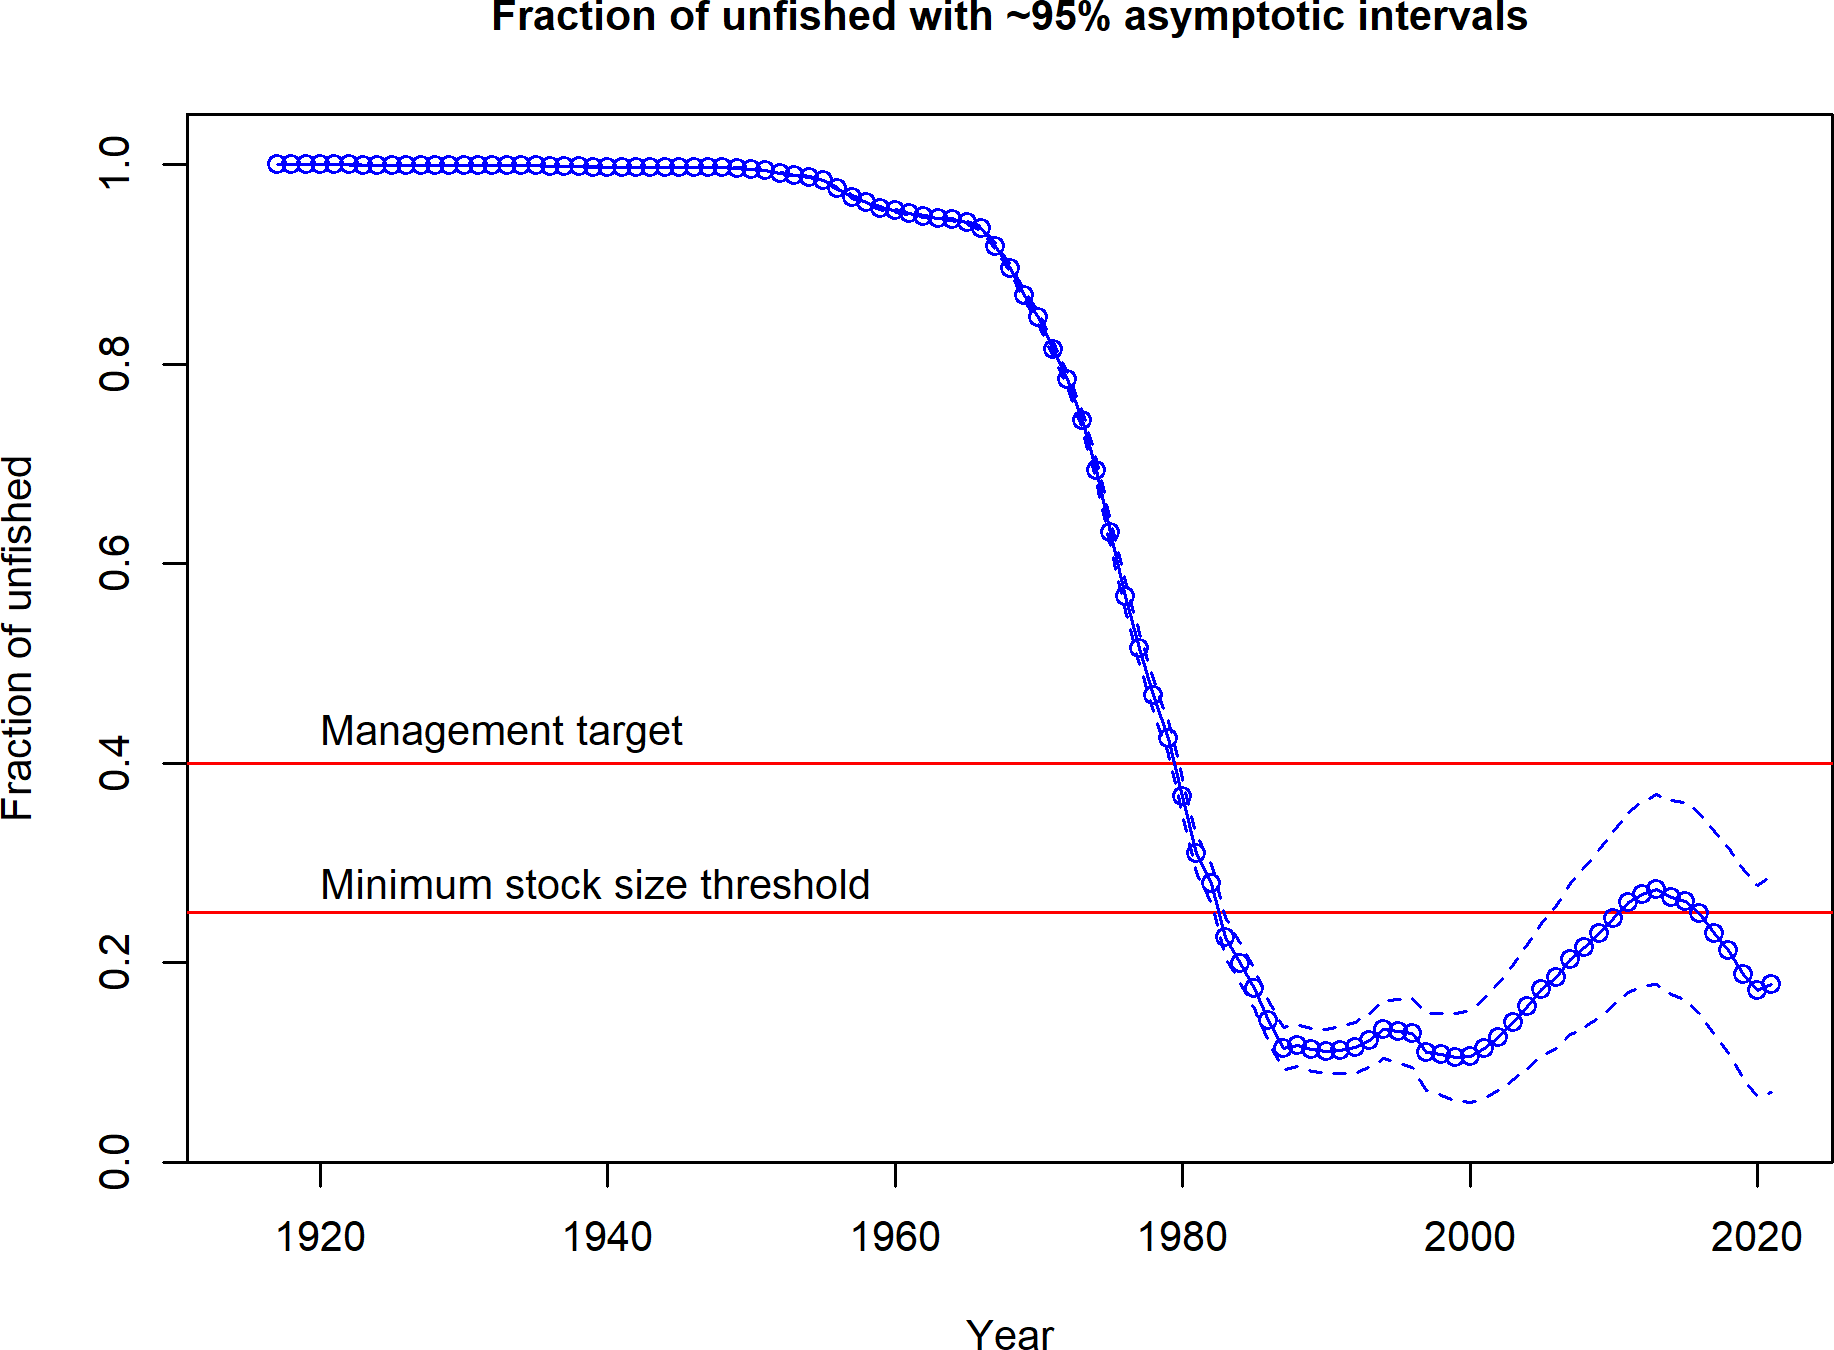 Fraction of unfished with ~95% asymptotic intervals
Fraction of unfished
1.0
0.8
0.6
0.4
0.2
0.0
Management target
Minimum stock size threshold
1920 1940 1960 1980 2000 2020
Year